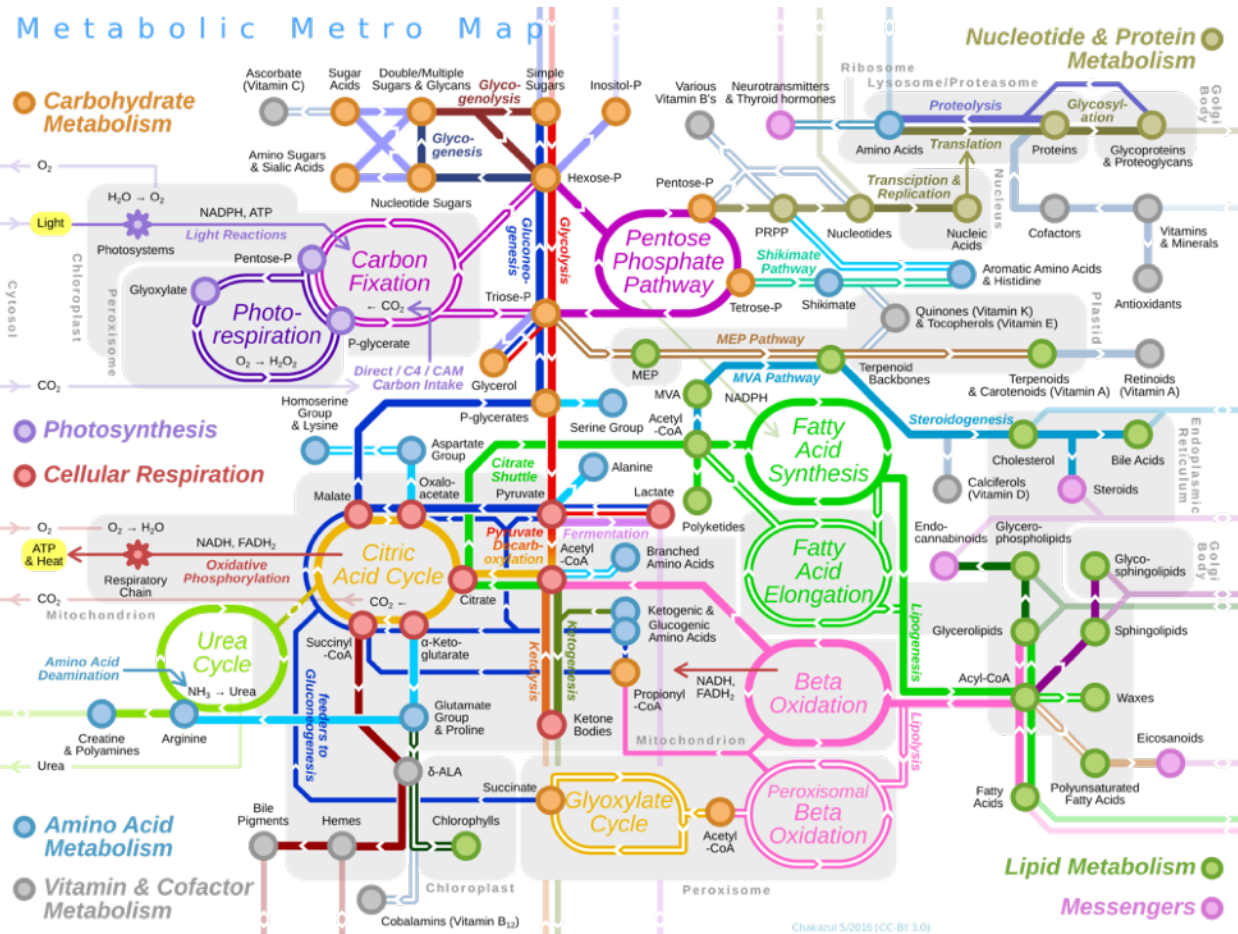 Metabolic Metro Map
Nucleotide & Protein
Metabolism
Carbohydrate
Metabolism
Ascorbate
(Vitamin C)
Sugar
Acids
Double/Multiple
Sugars & Glycans
Glyco-
genolysis
Simple
Sugars
Inositol-P
Various
Vitamin B's
Neurotransmitters
& Thyroid hormones
Ribosome
Lysosome/Proteasome
Proteolysis
Glycosyl-
ation
Golgi
Body
Glyco-
genesis
Amino Sugars
& Sialic Acids
Nucleotide Sugars
Hexose-P
Amino Acids
Translation
Proteins
Glycoproteins
& Proteoglycans
O₂
H₂O → O₂
Light
NADPH, ATP
Light Reactions
Photosystems
Pentose-P
Carbon
Fixation
← CO₂
Gluconeo-
genesis
Glycolysis
Pentose
Phosphate
Pathway
Pentose-P
Transciption &
Replication
Nucleus
PRPP
Nucleotides
Nucleic
Acids
Cofactors
Vitamins
& Minerals
Shikimate
Pathway
Tetrose-P
Shikimate
Aromatic Amino Acids
& Histidine
Antioxidants
Cytosol
Chloroplast
Peroxisome
Glyoxylate
Photo-
respiration
O₂ → H₂O₂
P-glycerate
Triose-P
Quinones (Vitamin K)
& Tocopherols (Vitamin E)
Plastid
MEP Pathway
MEP
MVA Pathway
Terpenoid
Backbones
Terpenoids
& Carotenoids (Vitamin A)
Retinoids
(Vitamin A)
CO₂
Direct / C4 / CAM
Carbon Intake
Glycerol
MVA
NADPH
Homoserine
Group
& Lysine
P-glycerates
Serine Group
Acetyl
-CoA
Steroidogenesis
Endoplasmic
Reticulum
Photosynthesis
Cellular Respiration
Aspartate
Group
Citrate
Shuttle
Alanine
Fatty
Acid
Synthesis
Cholesterol
Bile Acids
Calciferols
(Vitamin D)
Steroids
Malate
Oxalo-
acetate
Pyruvate
Lactate
Polyketides
O₂
O₂ → H₂O
ATP
& Heat
NADH, FADH₂
Oxidative
Phosphorylation
Respiratory
Chain
CO₂
Mitochondrion
Citric
Acid Cycle
CO₂ ←
Pyruvate
Decarb-
oxylation
Fermentation
Acetyl
-CoA
Branched
Amino Acids
Citrate
Fatty
Acid
Elongation
Endo-
cannabinoids
Glycero-
phospholipids
Glyco-
sphingolipids
Golgi
Body
Urea
Cycle
Amino Acid
Deamination
NH₃ → Urea
Succinyl
-CoA
α-Keto-
glutarate
Ketogenic &
Glucogenic
Amino Acids
Ketolysis
Ketogenesis
Lipogenesis
Glycerolipids
Sphingolipids
Creatine
& Polyamines
Arginine
Urea
feeders to
Gluconeogenesis
Glutamate
Group
& Proline
Propionyl
-CoA
NADH,
FADH₂
Beta
Oxidation
Acyl-CoA
Waxes
Ketone
Bodies
Mitochondrion
Lipolysis
δ-ALA
Succinate
Glyoxylate
Cycle
Acetyl
-CoA
Peroxisomal
Beta
Oxidation
Fatty
Acids
Polyunsaturated
Fatty Acids
Eicosanoids
Amino Acid
Metabolism
Bile
Pigments
Hemes
Chlorophylls
Vitamin & Cofactor
Metabolism
Chloroplast
Cobalamins (Vitamin B₁₂)
Peroxisome
Lipid Metabolism
Messengers
Chakazul 5/2016 (CC-BY 3.0)